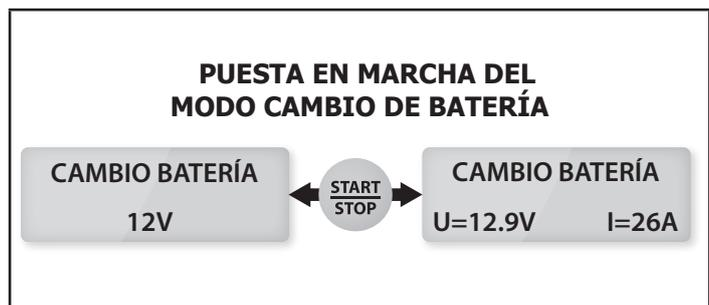 PUESTA EN MARCHA DEL
MODO CAMBIO DE BATERÍA
CAMBIO BATERÍA
12V
START
STOP
CAMBIO BATERÍA
U=12.9V I=26A